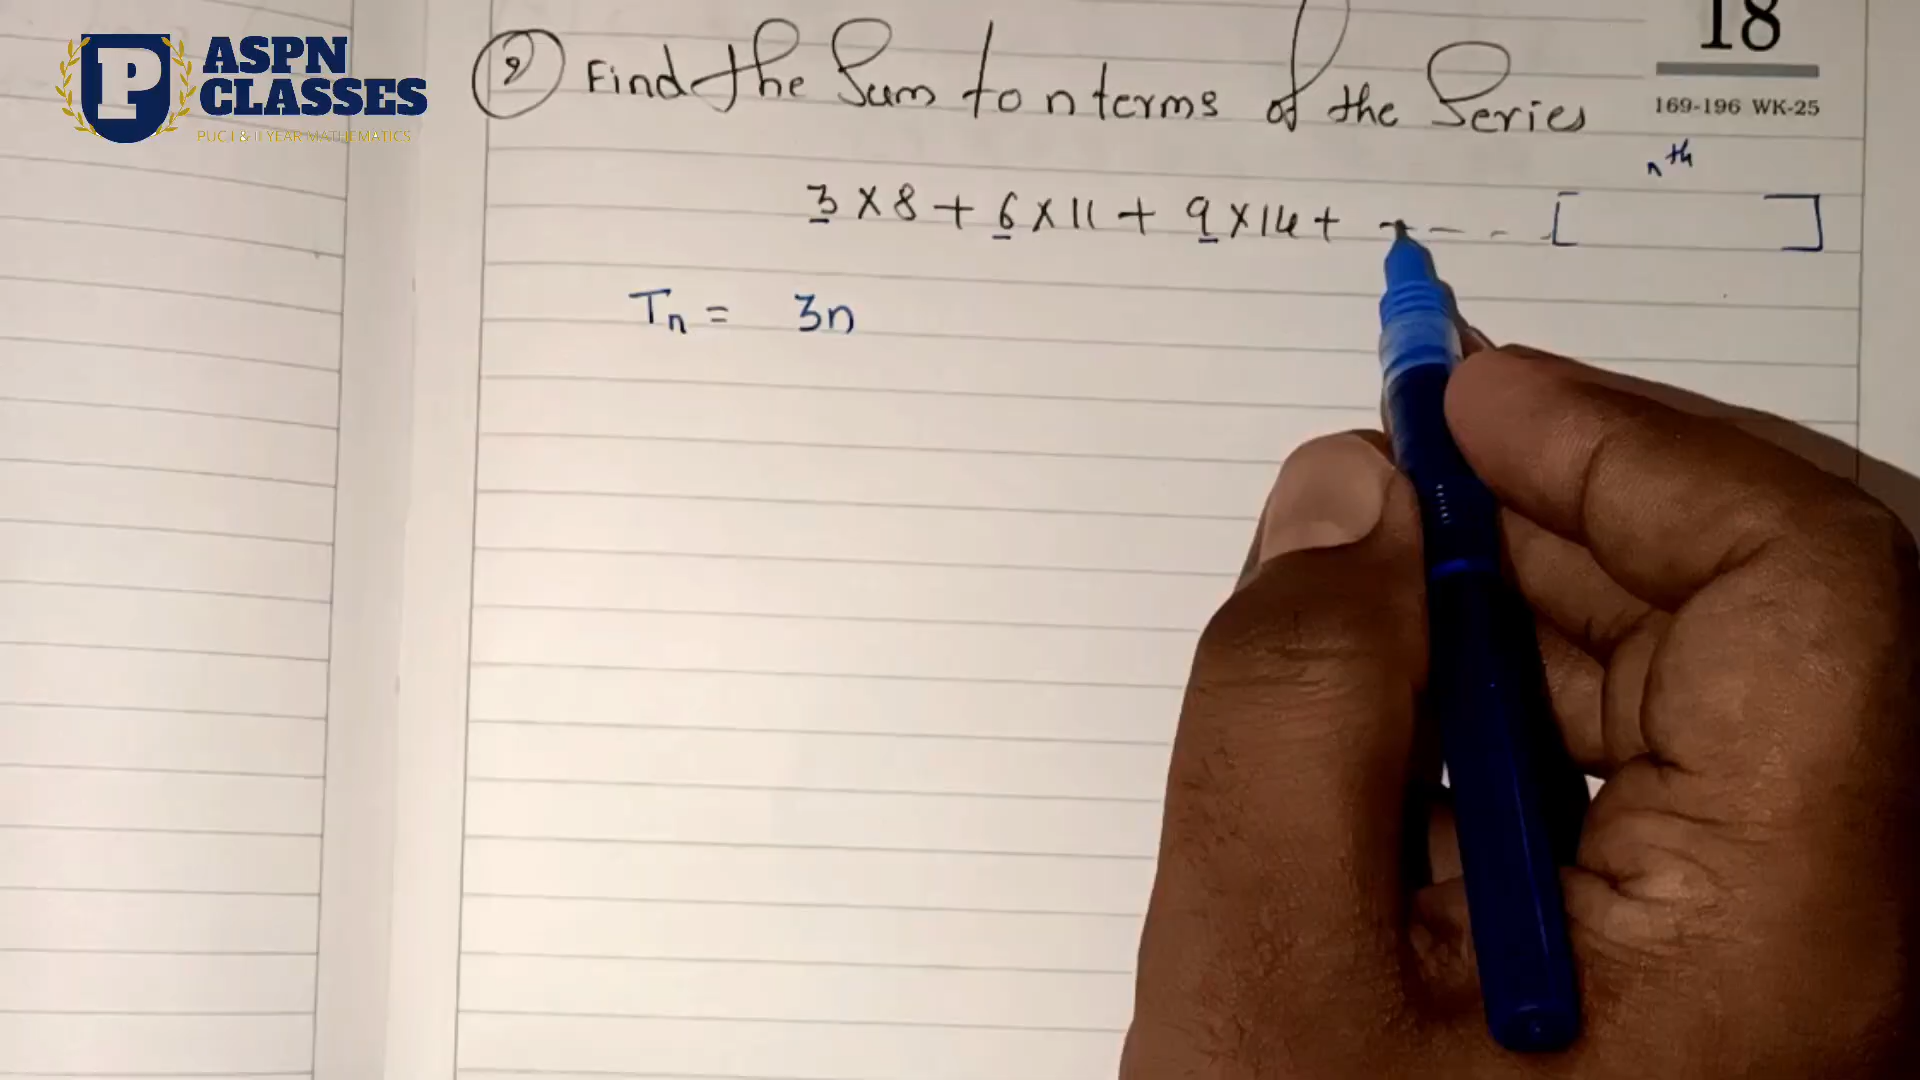 P ASPN
CLASSES
PUC I & II YEAR MATHEMATICS
18
169-196 WK-25
2 Find the Sum to n terms of the Series
nth
3 × 8 + 6 × 11 + 9 × 14 + - - - - [ ]
Tn = 3n